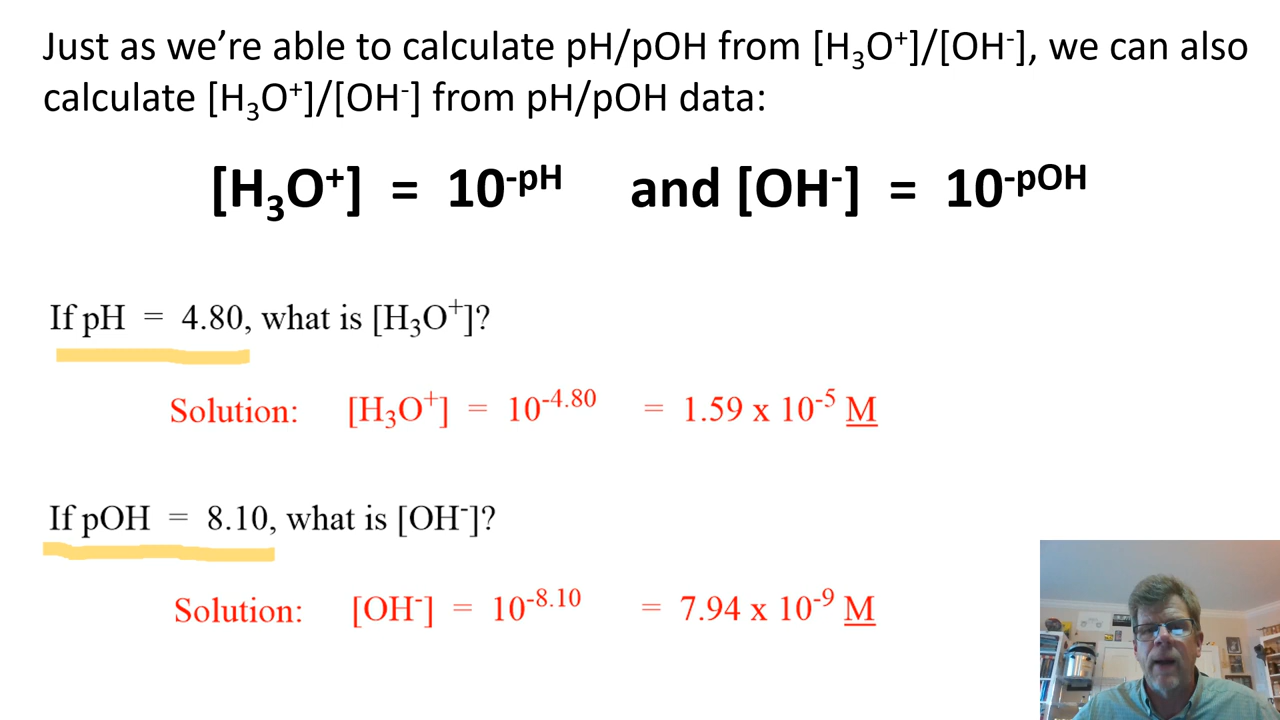 Just as we’re able to calculate pH/pOH from [H₃O⁺]/[OH⁻], we can also
calculate [H₃O⁺]/[OH⁻] from pH/pOH data:
[H₃O⁺] = 10⁻ᵖᴴ and [OH⁻] = 10⁻ᵖᴼᴴ
If pH = 4.80, what is [H₃O⁺]?
Solution: [H₃O⁺] = 10⁻⁴·⁸⁰ = 1.59 x 10⁻⁵ M
If pOH = 8.10, what is [OH⁻]?
Solution: [OH⁻] = 10⁻⁸·¹⁰ = 7.94 x 10⁻⁹ M